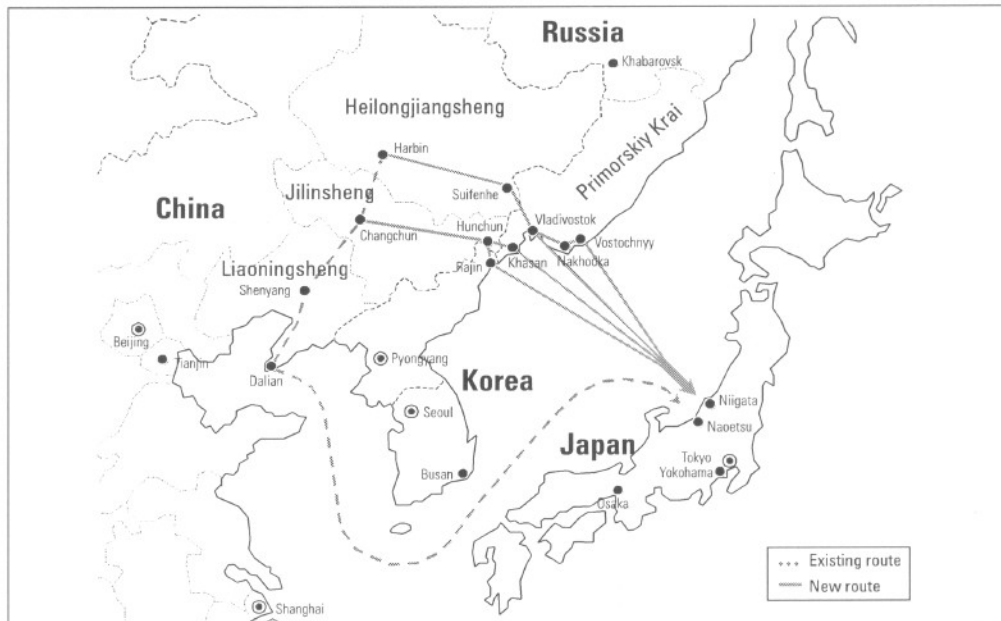 Russia
Khabarovsk
Heilongjiangsheng
Primorskiy Krai
Harbin
Jilinsheng
Suifenhe
China
Vladivostok
Hunchun
Changchun
Vostochnyy
Khasan
Nakhodka
Rajin
Liaoningsheng
Shenyang
Beijing
Tianjin
Dalian
Pyongyang
Korea
Seoul
Niigata
Naoetsu
Japan
Tokyo
Yokohama
Busan
Osaka
Existing route
New route
Shanghai